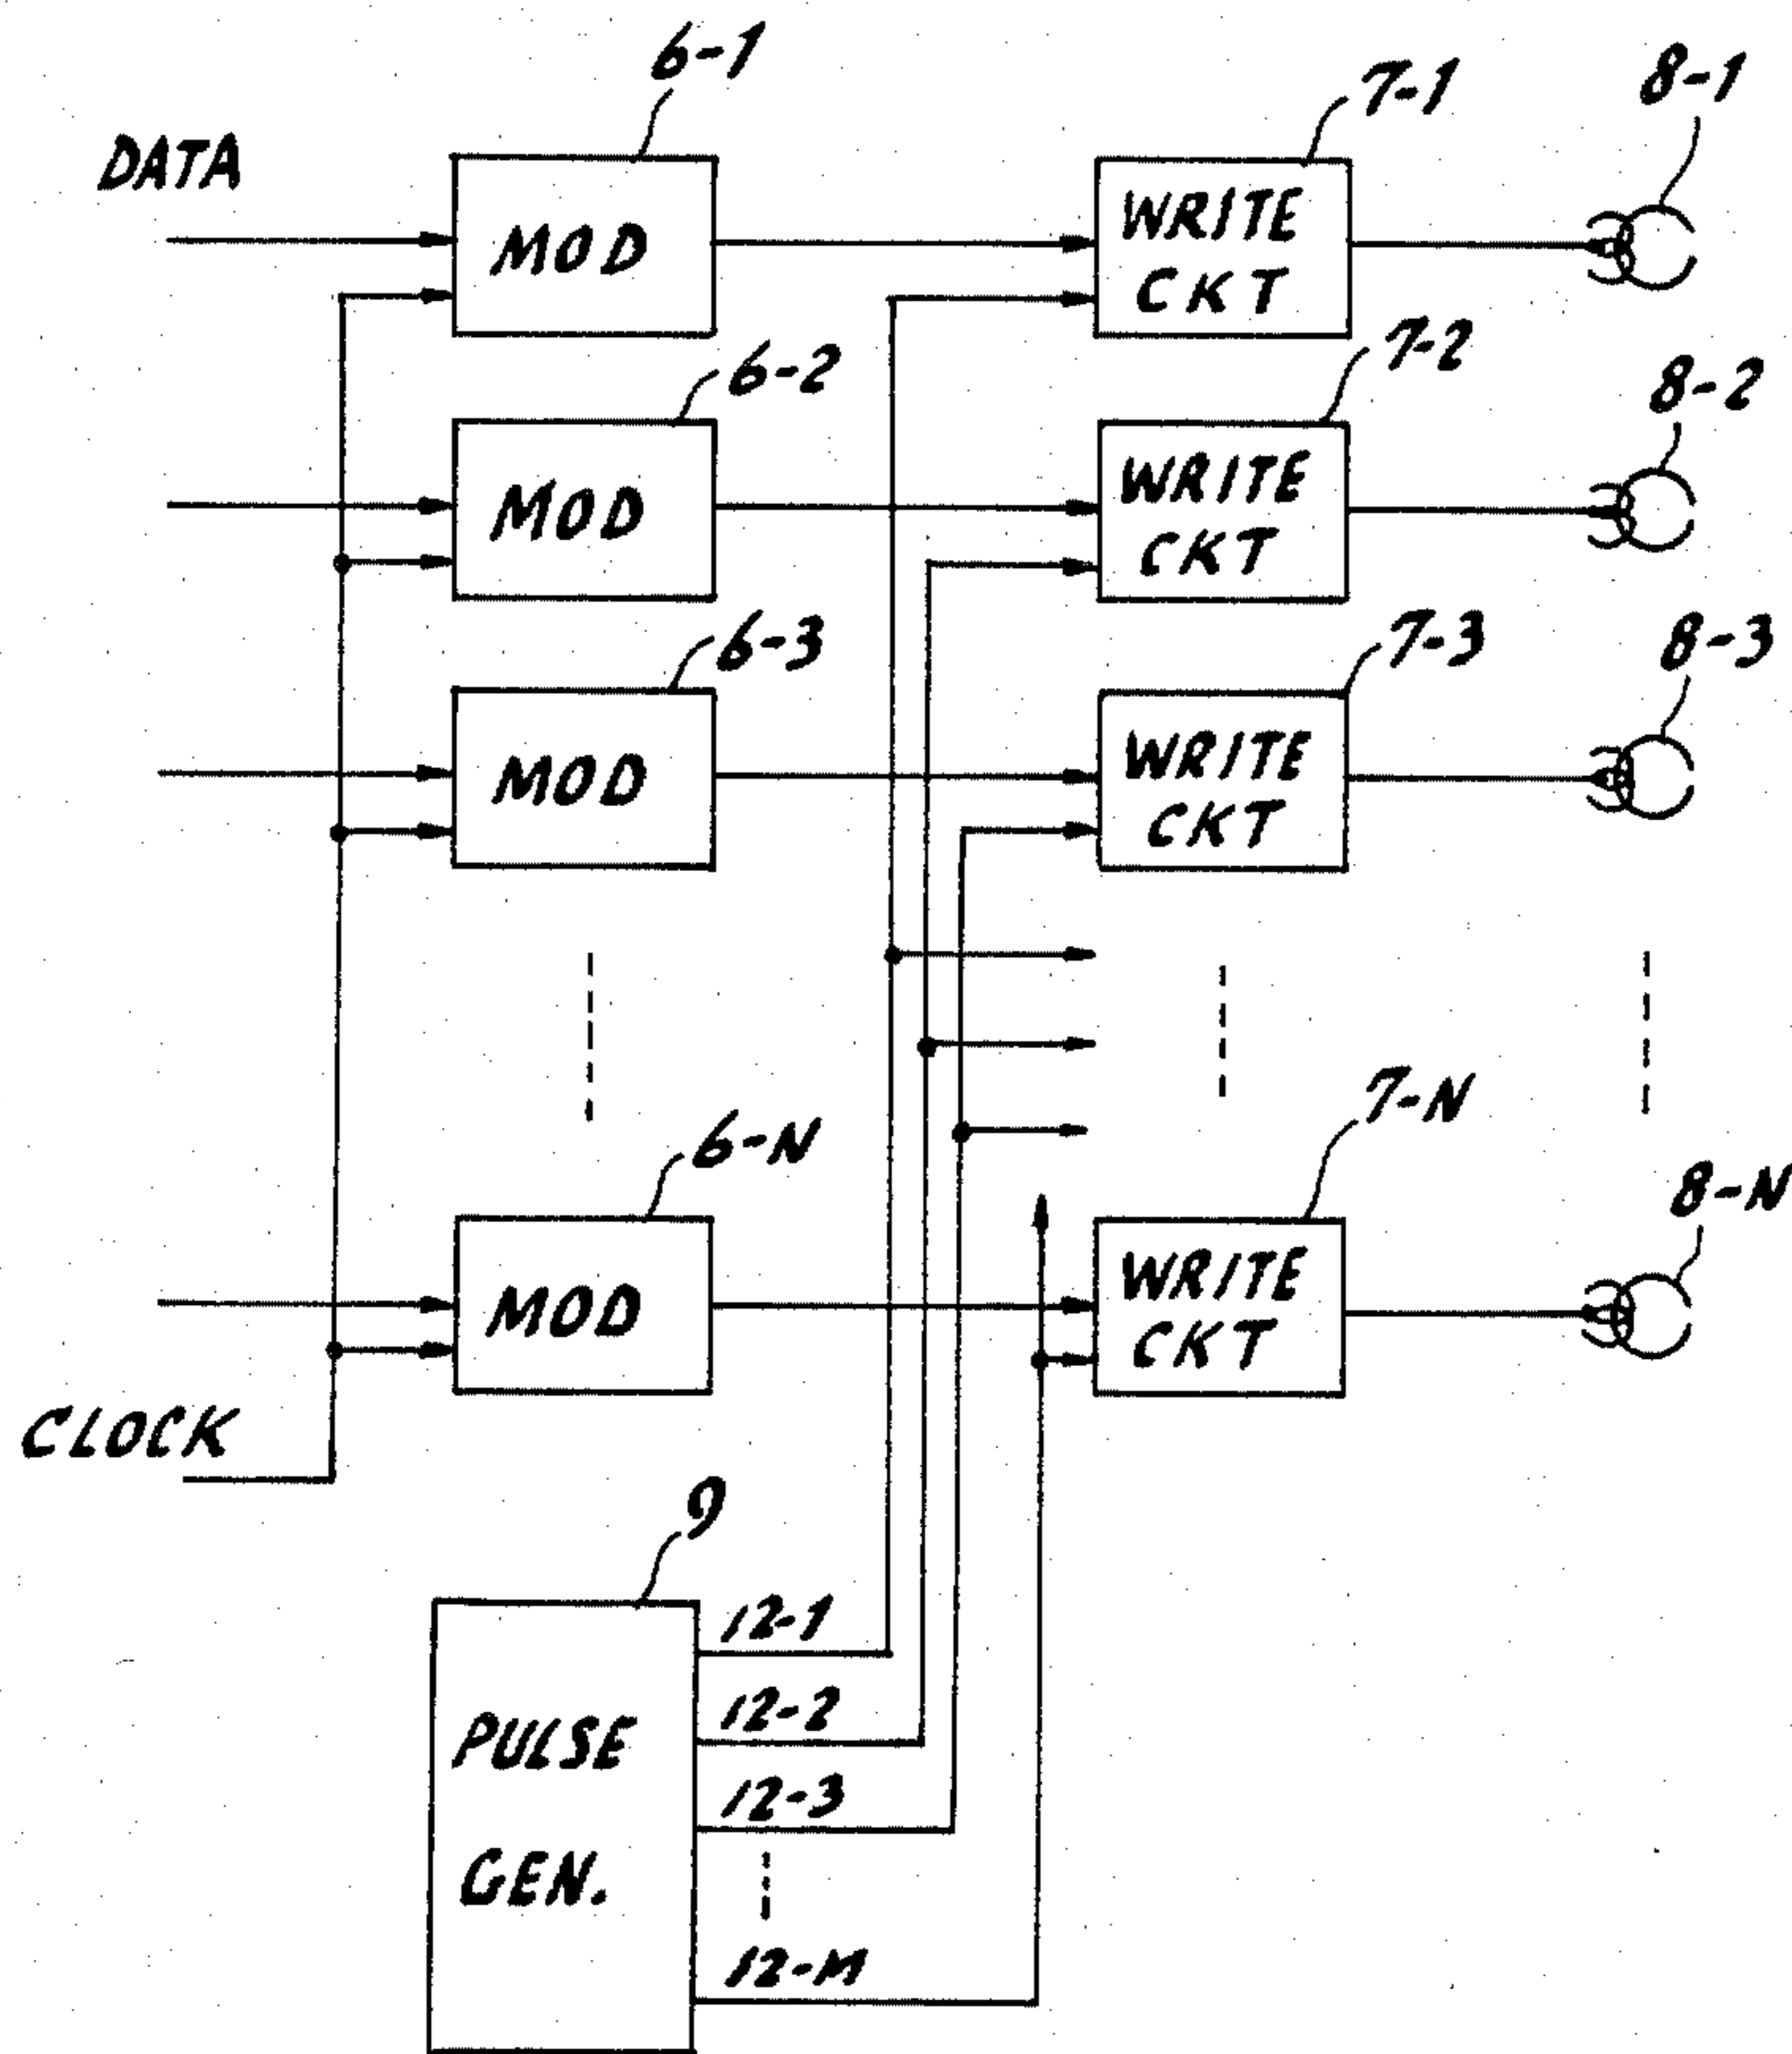 6-1
7-1
8-1
DATA
MOD
WRITE
CKT
6-2
7-2
8-2
MOD
WRITE
CKT
6-3
7-3
8-3
MOD
WRITE
CKT
6-N
7-N
8-N
MOD
WRITE
CKT
CLOCK
9
12-1
12-2
PULSE
12-3
GEN.
12-M